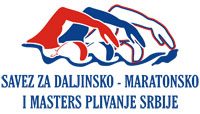 SAVEZ ZA DALJINSKO - MARATONSKO
I MASTERS PLIVANJE SRBIJE